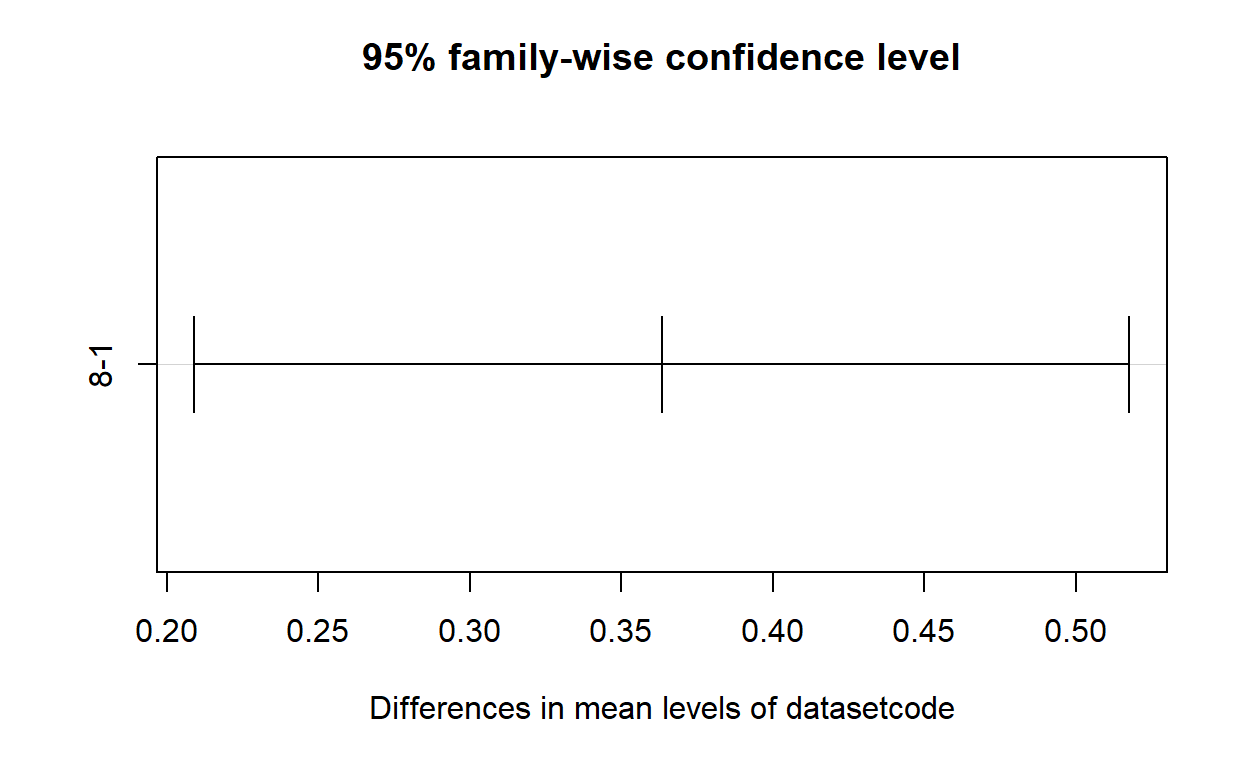 95% family-wise confidence level
8-1
0.20 0.25 0.30 0.35 0.40 0.45 0.50
Differences in mean levels of datasetcode